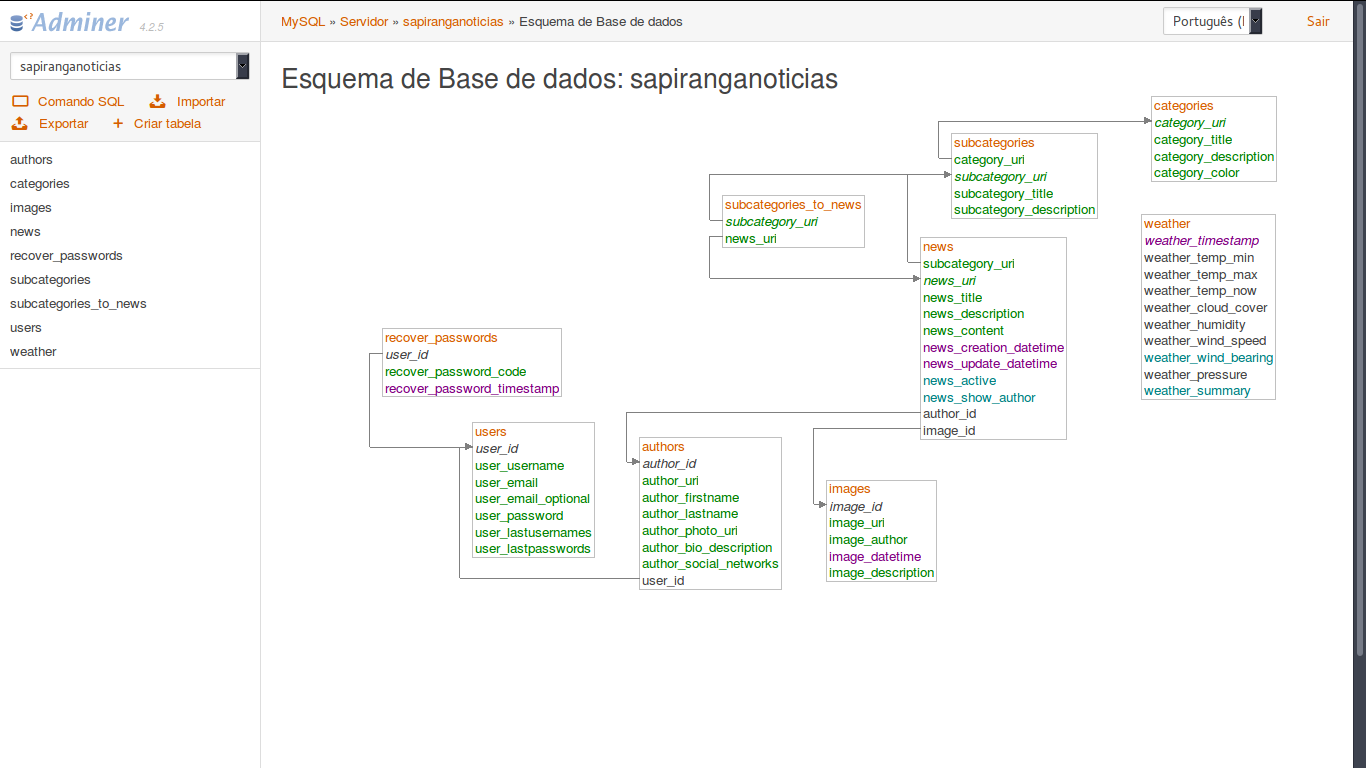 Adminer 4.2.5
sapiranganoticias
Comando SQL Importar
Exportar + Criar tabela
authors
categories
images
news
recover_passwords
subcategories
subcategories_to_news
users
weather
MySQL » Servidor » sapiranganoticias » Esquema de Base de dados
Português (
Sair
Esquema de Base de dados: sapiranganoticias
categories
category_uri
category_title
category_description
category_color
subcategories
category_uri
subcategory_uri
subcategory_title
subcategory_description
subcategories_to_news
subcategory_uri
news_uri
weather
weather_timestamp
weather_temp_min
weather_temp_max
weather_temp_now
weather_cloud_cover
weather_humidity
weather_wind_speed
weather_wind_bearing
weather_pressure
weather_summary
news
subcategory_uri
news_uri
news_title
news_description
news_content
news_creation_datetime
news_update_datetime
news_active
news_show_author
author_id
image_id
recover_passwords
user_id
recover_password_code
recover_password_timestamp
users
user_id
user_username
user_email
user_email_optional
user_password
user_lastusernames
user_lastpasswords
authors
author_id
author_uri
author_firstname
author_lastname
author_photo_uri
author_bio_description
author_social_networks
user_id
images
image_id
image_uri
image_author
image_datetime
image_description